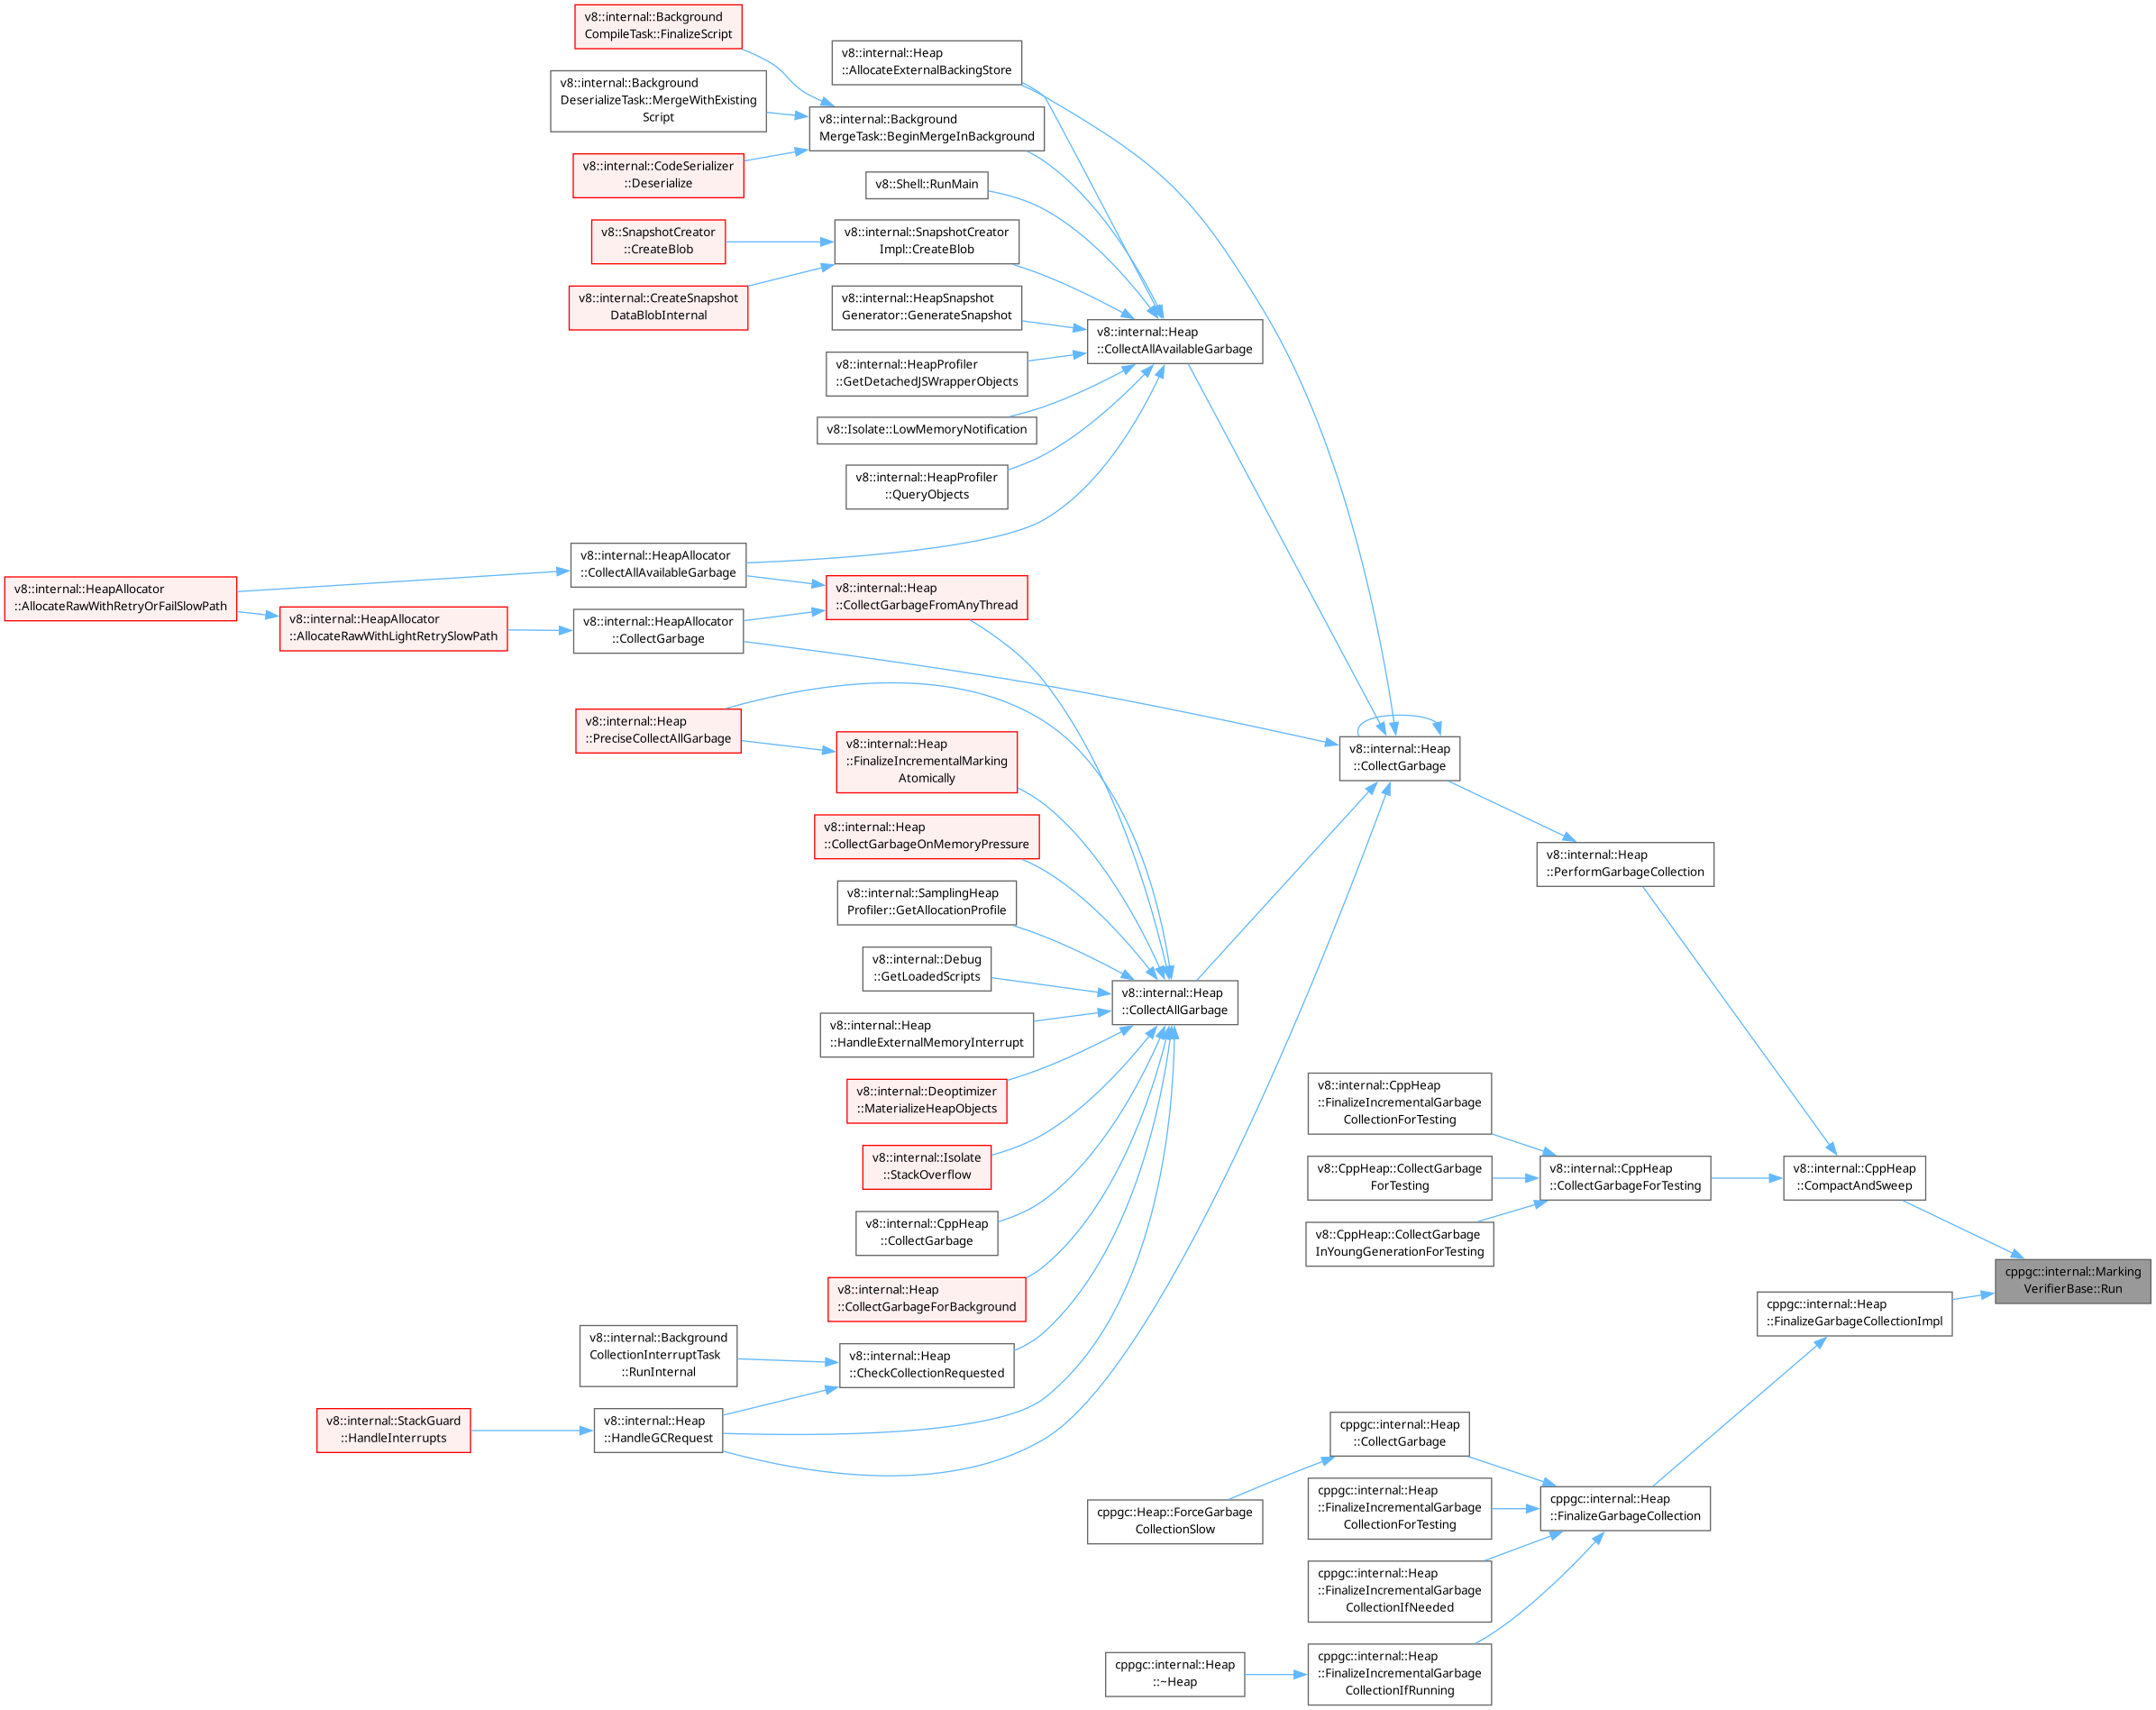 v8::internal::Background
CompileTask::FinalizeScript
v8::internal::Background
DeserializeTask::MergeWithExisting
Script
v8::internal::CodeSerializer
::Deserialize
v8::SnapshotCreator
::CreateBlob
v8::internal::CreateSnapshot
DataBlobInternal
v8::internal::Heap
::AllocateExternalBackingStore
v8::internal::Background
MergeTask::BeginMergeInBackground
v8::Shell::RunMain
v8::internal::SnapshotCreator
Impl::CreateBlob
v8::internal::HeapSnapshot
Generator::GenerateSnapshot
v8::internal::HeapProfiler
::GetDetachedJSWrapperObjects
v8::Isolate::LowMemoryNotification
v8::internal::HeapProfiler
::QueryObjects
v8::internal::Heap
::CollectAllAvailableGarbage
v8::internal::HeapAllocator
::AllocateRawWithRetryOrFailSlowPath
v8::internal::HeapAllocator
::AllocateRawWithLightRetrySlowPath
v8::internal::HeapAllocator
::CollectAllAvailableGarbage
v8::internal::HeapAllocator
::CollectGarbage
v8::internal::Heap
::CollectGarbageFromAnyThread
v8::internal::Heap
::PreciseCollectAllGarbage
v8::internal::Heap
::FinalizeIncrementalMarking
Atomically
v8::internal::Heap
::CollectGarbageOnMemoryPressure
v8::internal::SamplingHeap
Profiler::GetAllocationProfile
v8::internal::Debug
::GetLoadedScripts
v8::internal::Heap
::HandleExternalMemoryInterrupt
v8::internal::Deoptimizer
::MaterializeHeapObjects
v8::internal::Isolate
::StackOverflow
v8::internal::CppHeap
::CollectGarbage
v8::internal::Heap
::CollectGarbageForBackground
v8::internal::Heap
::CheckCollectionRequested
v8::internal::Background
CollectionInterruptTask
::RunInternal
v8::internal::Heap
::HandleGCRequest
v8::internal::StackGuard
::HandleInterrupts
v8::internal::Heap
::CollectAllGarbage
v8::internal::Heap
::CollectGarbage
v8::internal::Heap
::PerformGarbageCollection
v8::internal::CppHeap
::FinalizeIncrementalGarbage
CollectionForTesting
v8::CppHeap::CollectGarbage
ForTesting
v8::CppHeap::CollectGarbage
InYoungGenerationForTesting
v8::internal::CppHeap
::CollectGarbageForTesting
v8::internal::CppHeap
::CompactAndSweep
cppgc::internal::Marking
VerifierBase::Run
cppgc::internal::Heap
::FinalizeGarbageCollectionImpl
cppgc::internal::Heap
::CollectGarbage
cppgc::Heap::ForceGarbage
CollectionSlow
cppgc::internal::Heap
::FinalizeIncrementalGarbage
CollectionForTesting
cppgc::internal::Heap
::FinalizeGarbageCollection
cppgc::internal::Heap
::FinalizeIncrementalGarbage
CollectionIfNeeded
cppgc::internal::Heap
::FinalizeIncrementalGarbage
CollectionIfRunning
cppgc::internal::Heap
::~Heap